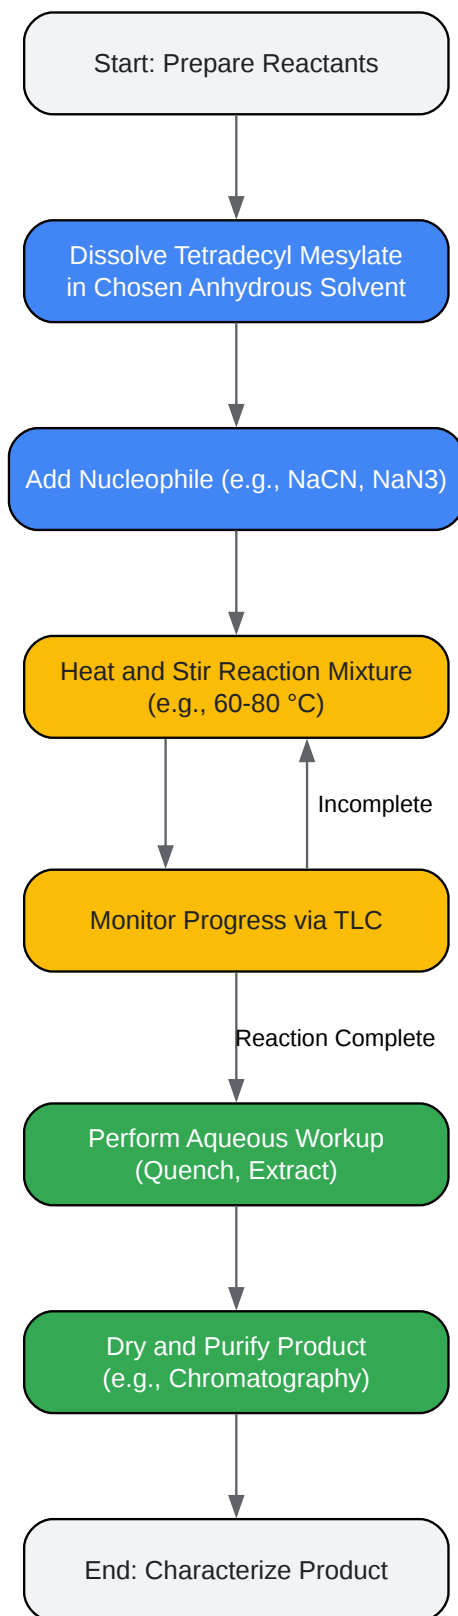 Start: Prepare Reactants
Dissolve Tetradecyl Mesylate
in Chosen Anhydrous Solvent
Add Nucleophile (e.g., NaCN, NaN3)
Heat and Stir Reaction Mixture
(e.g., 60-80 °C)
Incomplete
Monitor Progress via TLC
Reaction Complete
Perform Aqueous Workup
(Quench, Extract)
Dry and Purify Product
(e.g., Chromatography)
End: Characterize Product